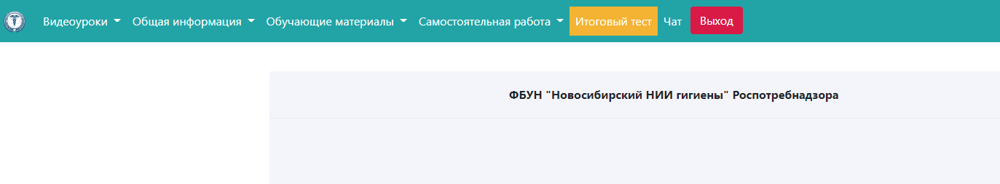 Видеоуроки Общая информация Обучающие материалы Самостоятельная работа Итоговый тест Чат Выход
ФБУН "Новосибирский НИИ гигиены" Роспотребнадзора